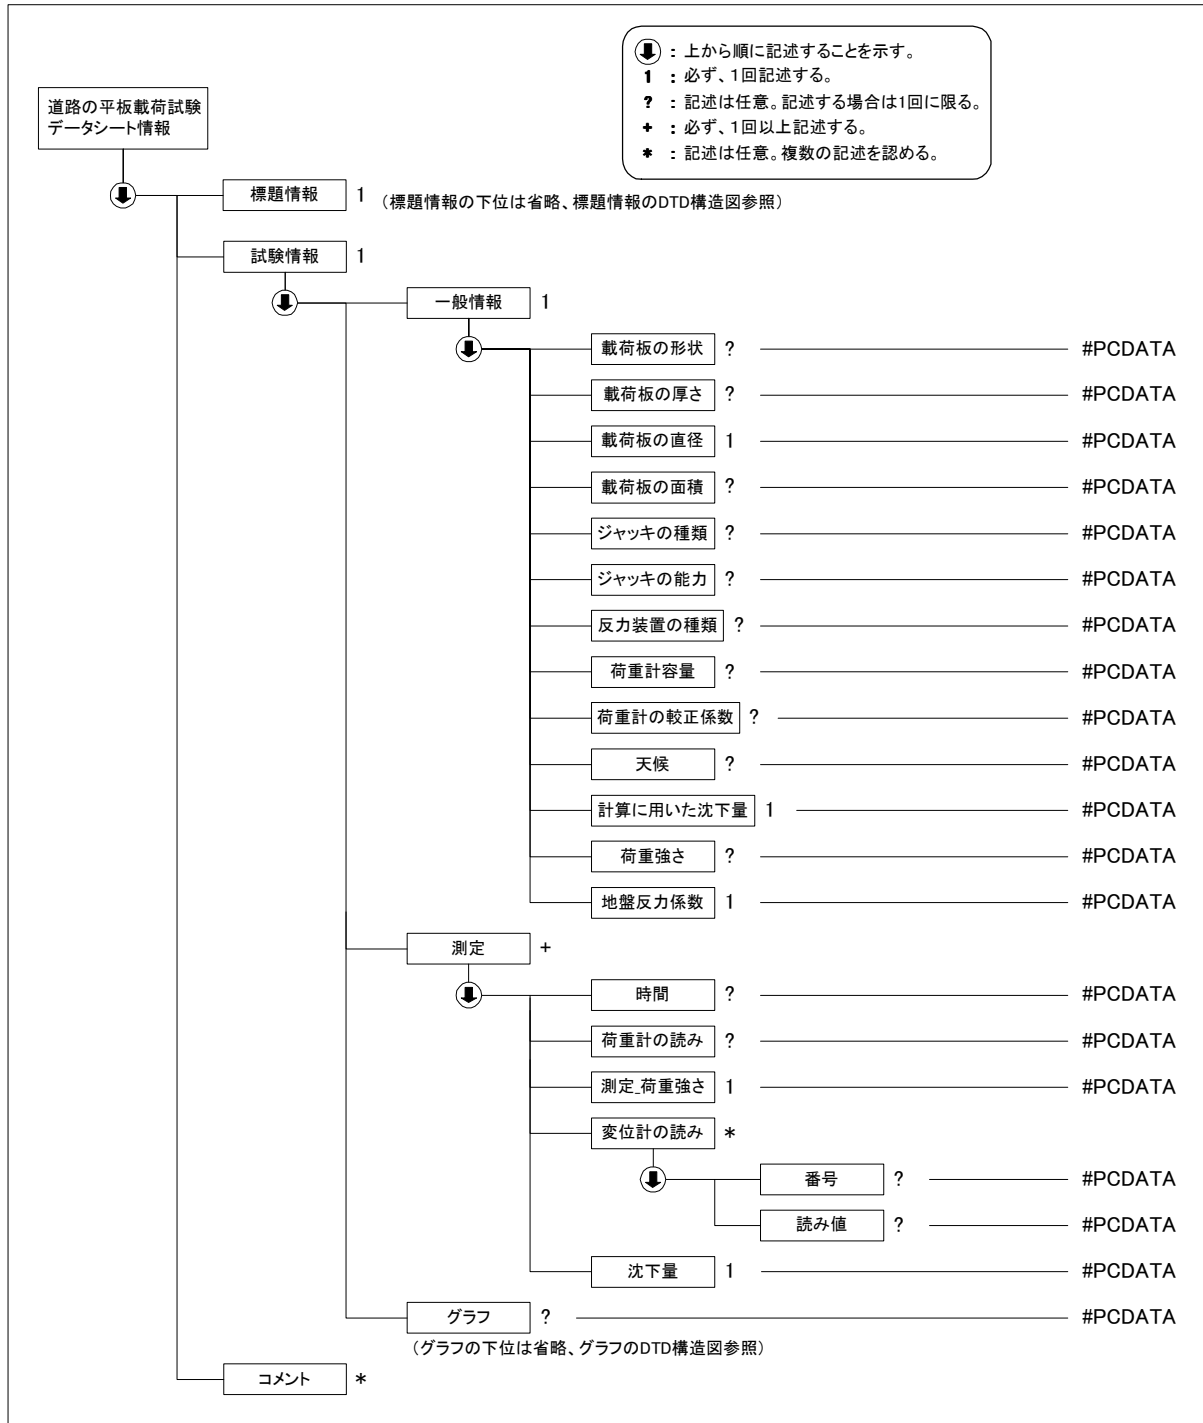 ⬇ : 上から順に記述することを示す。
1 : 必ず、1回記述する。
? : 記述は任意。記述する場合は1回に限る。
+ : 必ず、1回以上記述する。
* : 記述は任意。複数の記述を認める。
道路の平板載荷試験
データシート情報
標題情報 1 (標題情報の下位は省略、標題情報のDTD構造図参照)
試験情報 1
一般情報 1
載荷板の形状 ? #PCDATA
載荷板の厚さ ? #PCDATA
載荷板の直径 1 #PCDATA
載荷板の面積 ? #PCDATA
ジャッキの種類 ? #PCDATA
ジャッキの能力 ? #PCDATA
反力装置の種類 ? #PCDATA
荷重計容量 ? #PCDATA
荷重計の較正係数 ? #PCDATA
天候 ? #PCDATA
計算に用いた沈下量 1 #PCDATA
荷重強さ ? #PCDATA
地盤反力係数 1 #PCDATA
測定 +
時間 ? #PCDATA
荷重計の読み ? #PCDATA
測定_荷重強さ 1 #PCDATA
変位計の読み *
番号 ? #PCDATA
読み値 ? #PCDATA
沈下量 1 #PCDATA
グラフ ? #PCDATA
(グラフの下位は省略、グラフのDTD構造図参照)
コメント *